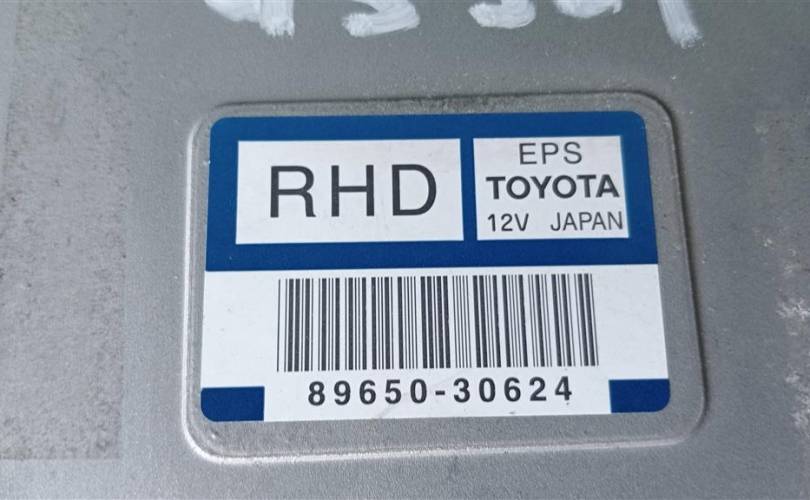 RHD
EPS
TOYOTA
12V JAPAN
89650-30624